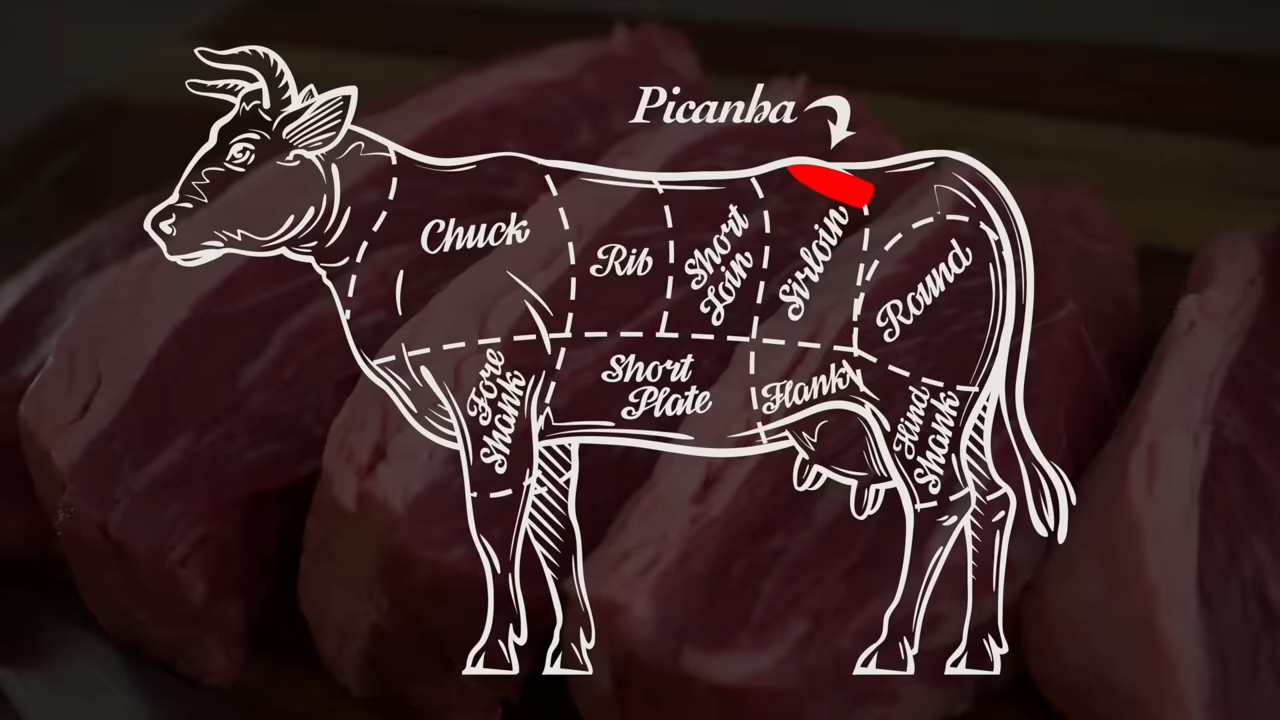 Picanha
Chuck
Rib
Short
Loin
Sirloin
Round
Fore
Shank
Short
Plate
Flank
Hind
Shank